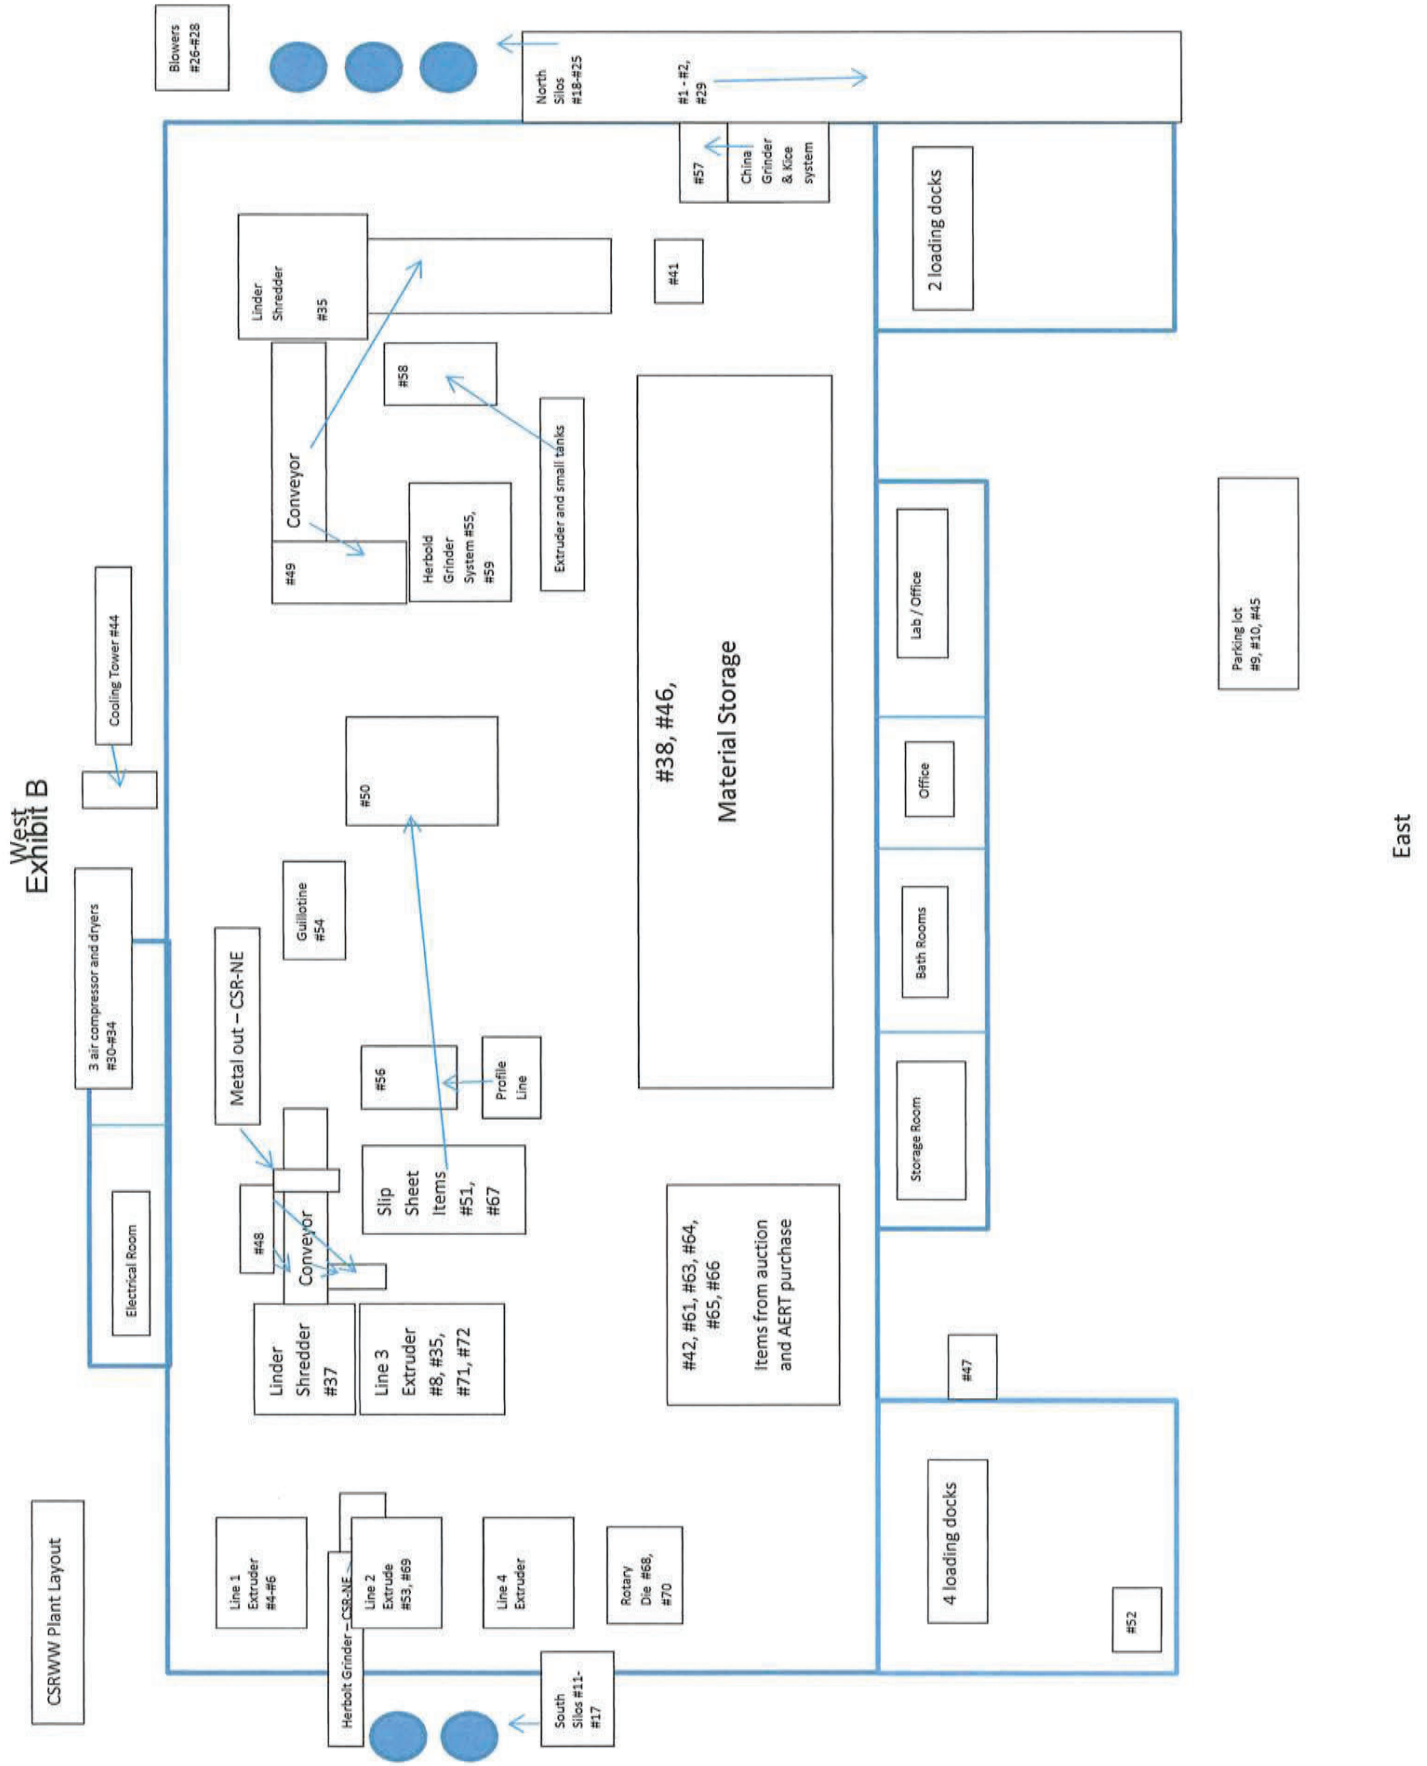 West
Exhibit B
CSRWW Plant Layout
Electrical Room
3 air compressor and dryers
#30-#34
Cooling Tower #44
Blowers
#26-#28
Line 1
Extruder
#4-#6
Herbolt Grinder – CSR-NE
Line 2
Extrude
#53, #69
Line 4
Extruder
Rotary
Die #68,
#70
South
Silos #11-
#17
Linder
Shredder
#37
Line 3
Extruder
#8, #35,
#71, #72
#48
Conveyor
Metal out – CSR-NE
Slip
Sheet
Items
#51,
#67
#56
Profile
Line
Guillotine
#54
#50
#49
Conveyor
Herbold
Grinder
System #55,
#59
Extruder and small tanks
#58
Linder
Shredder
#35
#41
#57
China
Grinder
& Kice
system
North
Silos
#18-#25
#1 - #2,
#29
#42, #61, #63, #64,
#65, #66
Items from auction
and AERT purchase
#38, #46,
Material Storage
4 loading docks
#52
#47
Storage Room
Bath Rooms
Office
Lab / Office
2 loading docks
Parking lot
#9, #10, #45
East